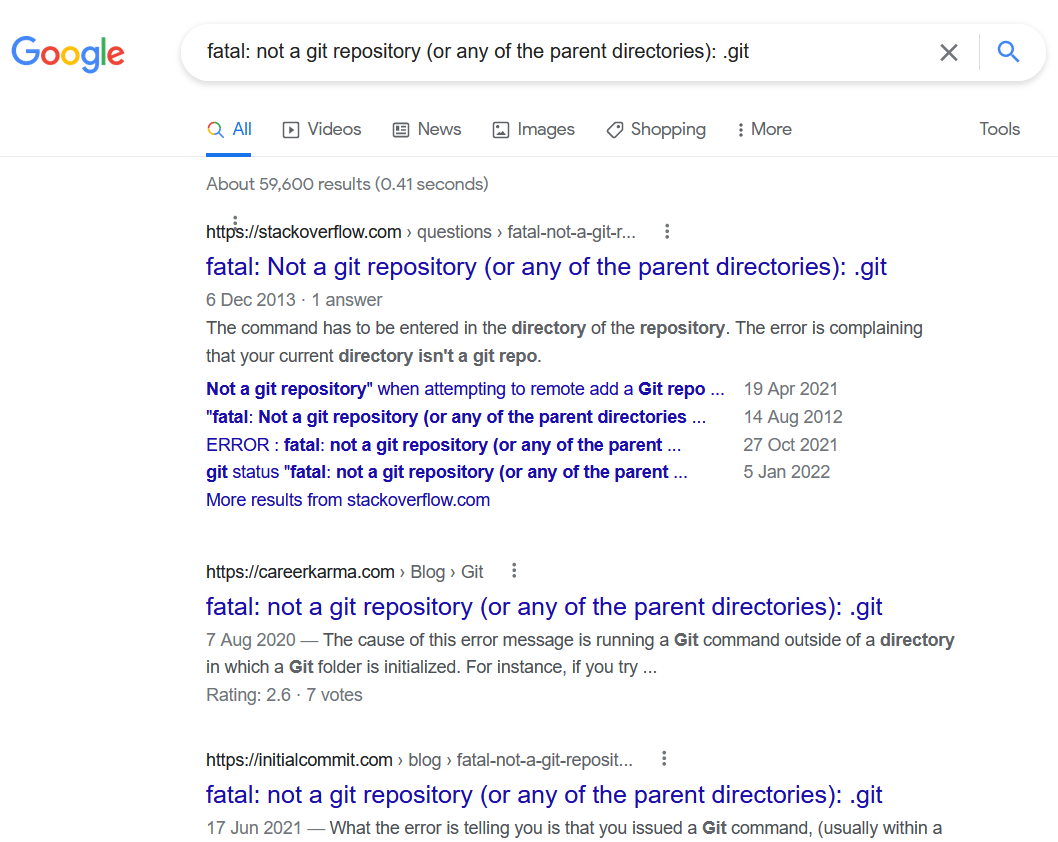 Google
fatal: not a git repository (or any of the parent directories): .git
All Videos News Images Shopping More Tools
About 59,600 results (0.41 seconds)
https://stackoverflow.com › questions › fatal-not-a-git-r...
fatal: Not a git repository (or any of the parent directories): .git
6 Dec 2013 · 1 answer
The command has to be entered in the directory of the repository. The error is complaining
that your current directory isn't a git repo.
Not a git repository" when attempting to remote add a Git repo ... 19 Apr 2021
"fatal: Not a git repository (or any of the parent directories ... 14 Aug 2012
ERROR : fatal: not a git repository (or any of the parent ... 27 Oct 2021
git status "fatal: not a git repository (or any of the parent ... 5 Jan 2022
More results from stackoverflow.com
https://careerkarma.com › Blog › Git
fatal: not a git repository (or any of the parent directories): .git
7 Aug 2020 — The cause of this error message is running a Git command outside of a directory
in which a Git folder is initialized. For instance, if you try ...
Rating: 2.6 · 7 votes
https://initialcommit.com › blog › fatal-not-a-git-reposit...
fatal: not a git repository (or any of the parent directories): .git
17 Jun 2021 — What the error is telling you is that you issued a Git command, (usually within a